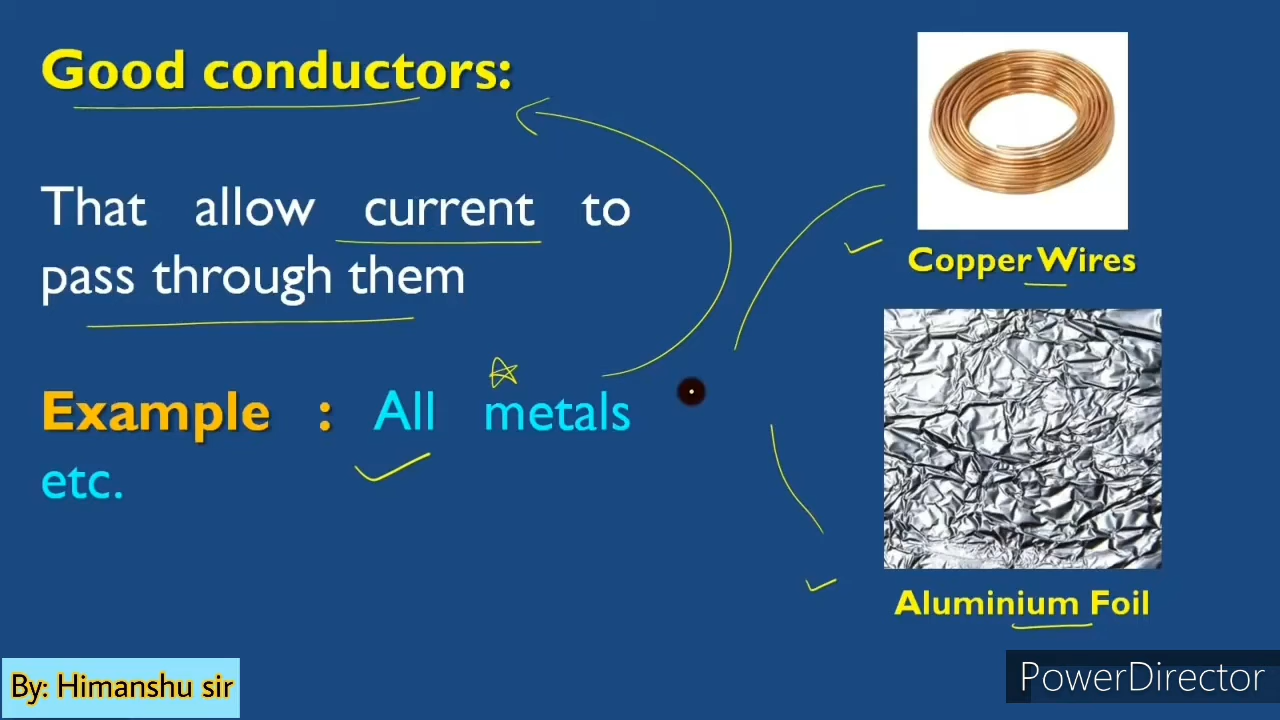 Good conductors:
That allow current to
pass through them
Example : All metals
etc.
Copper Wires
Aluminium Foil
By: Himanshu sir
PowerDirector